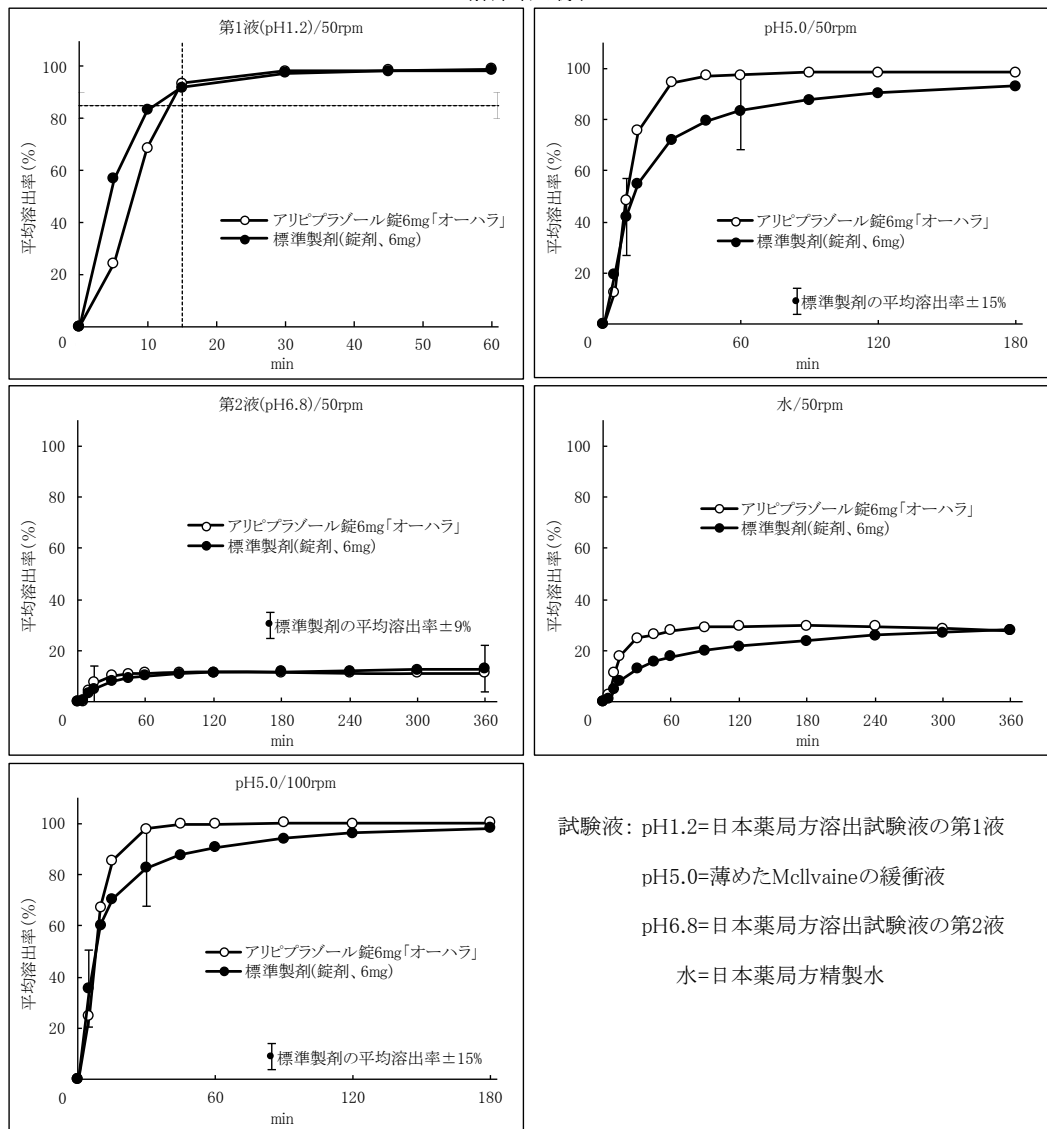 第1液(pH1.2)/50rpm
100
80
60
40
20
0
10
20
30
40
50
60
平均溶出率(%)
min
アリピプラゾール錠6mg「オーハラ」
標準製剤(錠剤、6mg)
pH5.0/50rpm
100
80
60
40
20
0
60
120
180
平均溶出率(%)
min
アリピプラゾール錠6mg「オーハラ」
標準製剤(錠剤、6mg)
標準製剤の平均溶出率±15%
第2液(pH6.8)/50rpm
100
80
60
40
20
0
60
120
180
240
300
360
平均溶出率(%)
min
アリピプラゾール錠6mg「オーハラ」
標準製剤(錠剤、6mg)
標準製剤の平均溶出率±9%
水/50rpm
100
80
60
40
20
0
60
120
180
240
300
360
平均溶出率(%)
min
アリピプラゾール錠6mg「オーハラ」
標準製剤(錠剤、6mg)
pH5.0/100rpm
100
80
60
40
20
0
60
120
180
平均溶出率(%)
min
アリピプラゾール錠6mg「オーハラ」
標準製剤(錠剤、6mg)
標準製剤の平均溶出率±15%
試験液: pH1.2=日本薬局方溶出試験液の第1液
pH5.0=薄めたMcIlvaineの緩衝液
pH6.8=日本薬局方溶出試験液の第2液
水=日本薬局方精製水